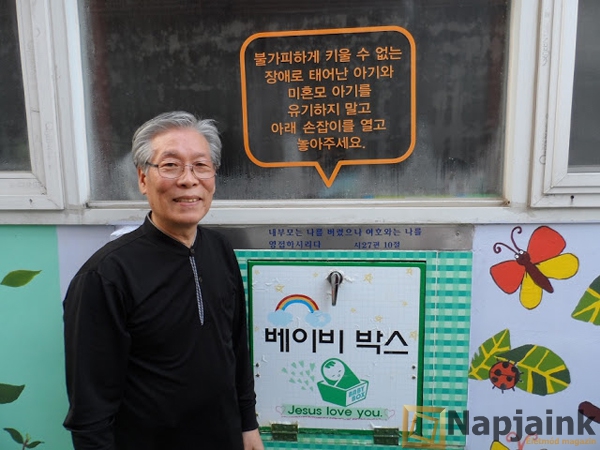 불가피하게 키울 수 없는
장애로 태어난 아기와
미혼모 아기를
유기하지 말고
아래 손잡이를 열고
놓아주세요.
내부모는 나를 버렸으나 여호와는 나를
영접하시리다 시27편 10절
베이비 박스
BABY BOX
Jesus love you.
Napjaink